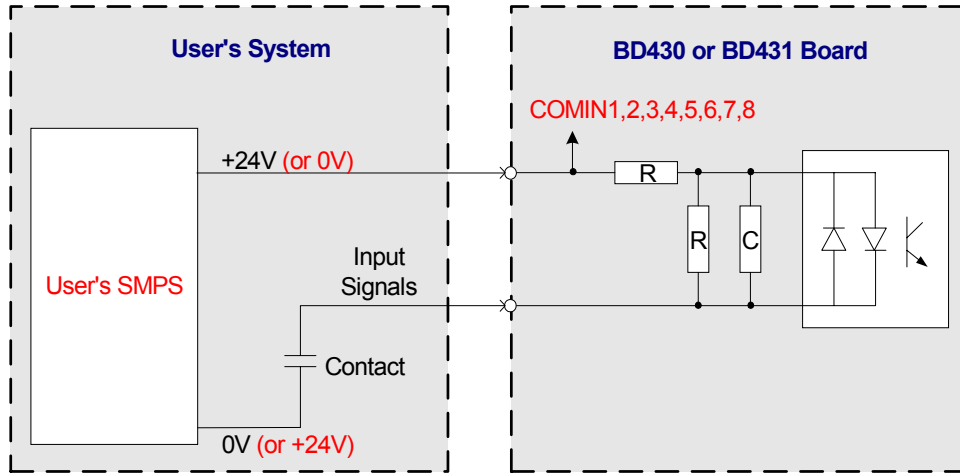 User's System
BD430 or BD431 Board
COMIN1,2,3,4,5,6,7,8
+24V (or 0V)
R
R
C
User's SMPS
Input
Signals
Contact
0V (or +24V)